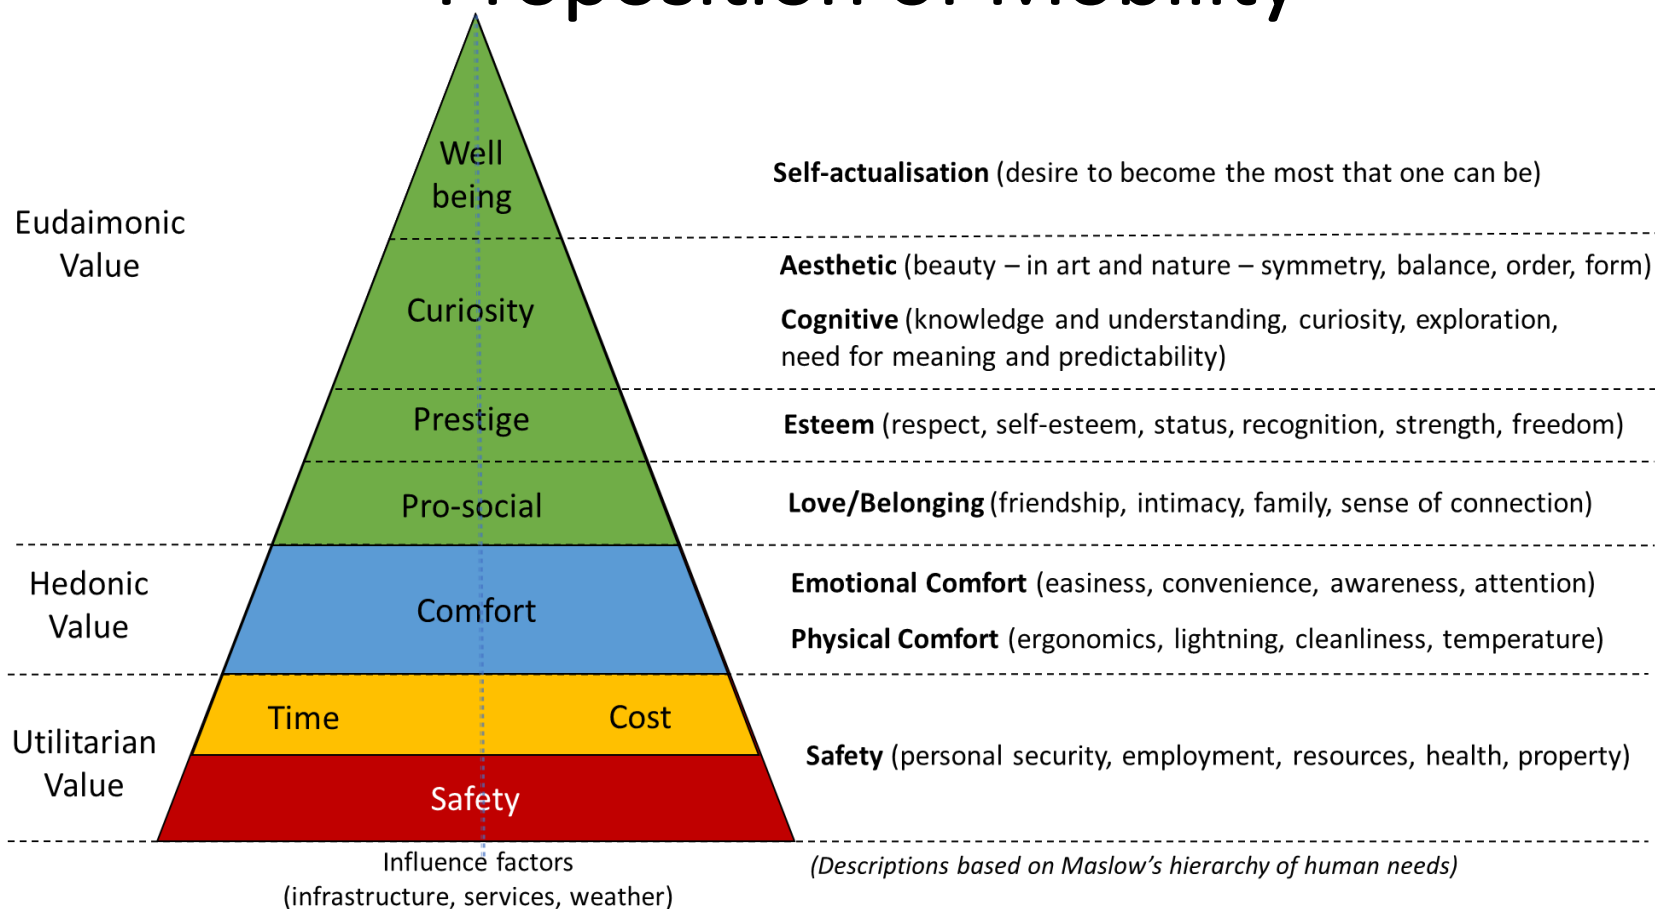 Proposition of Mobility
Well
being
Self-actualisation (desire to become the most that one can be)
Eudaimonic
Value
Aesthetic (beauty – in art and nature – symmetry, balance, order, form)
Curiosity
Cognitive (knowledge and understanding, curiosity, exploration,
need for meaning and predictability)
Prestige
Esteem (respect, self-esteem, status, recognition, strength, freedom)
Pro-social
Love/Belonging (friendship, intimacy, family, sense of connection)
Hedonic
Value
Comfort
Emotional Comfort (easiness, convenience, awareness, attention)
Physical Comfort (ergonomics, lightning, cleanliness, temperature)
Time Cost
Utilitarian
Value
Safety (personal security, employment, resources, health, property)
Safety
Influence factors
(infrastructure, services, weather)
(Descriptions based on Maslow's hierarchy of human needs)